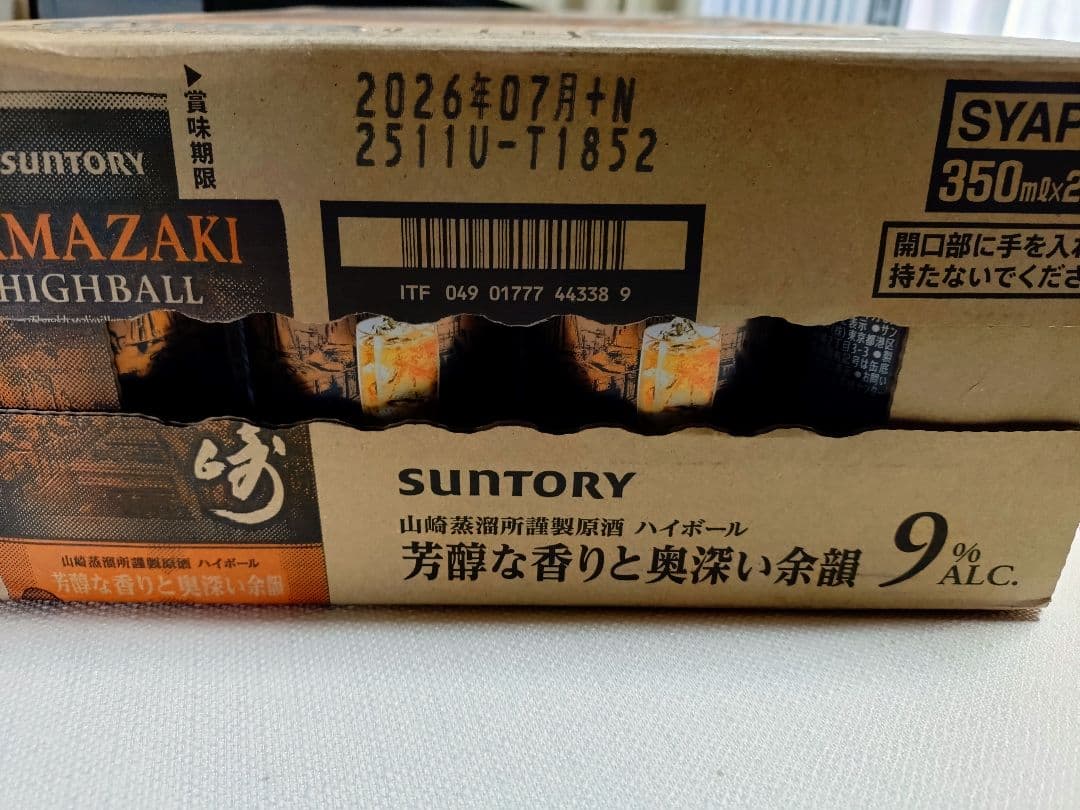 賞味期限
2026年07月+N
2511U-T1852
SUNTORY
AMAZAKI
HIGHBALL
ITF 049 01777 44338 9
SYAP
350ml×2
開口部に手を入れ
持たないでくださ
崎
山崎蒸溜所謹製原酒 ハイボール
芳醇な香りと奥深い余韻
SUNTORY
山崎蒸溜所謹製原酒 ハイボール
芳醇な香りと奥深い余韻
9%
ALC.